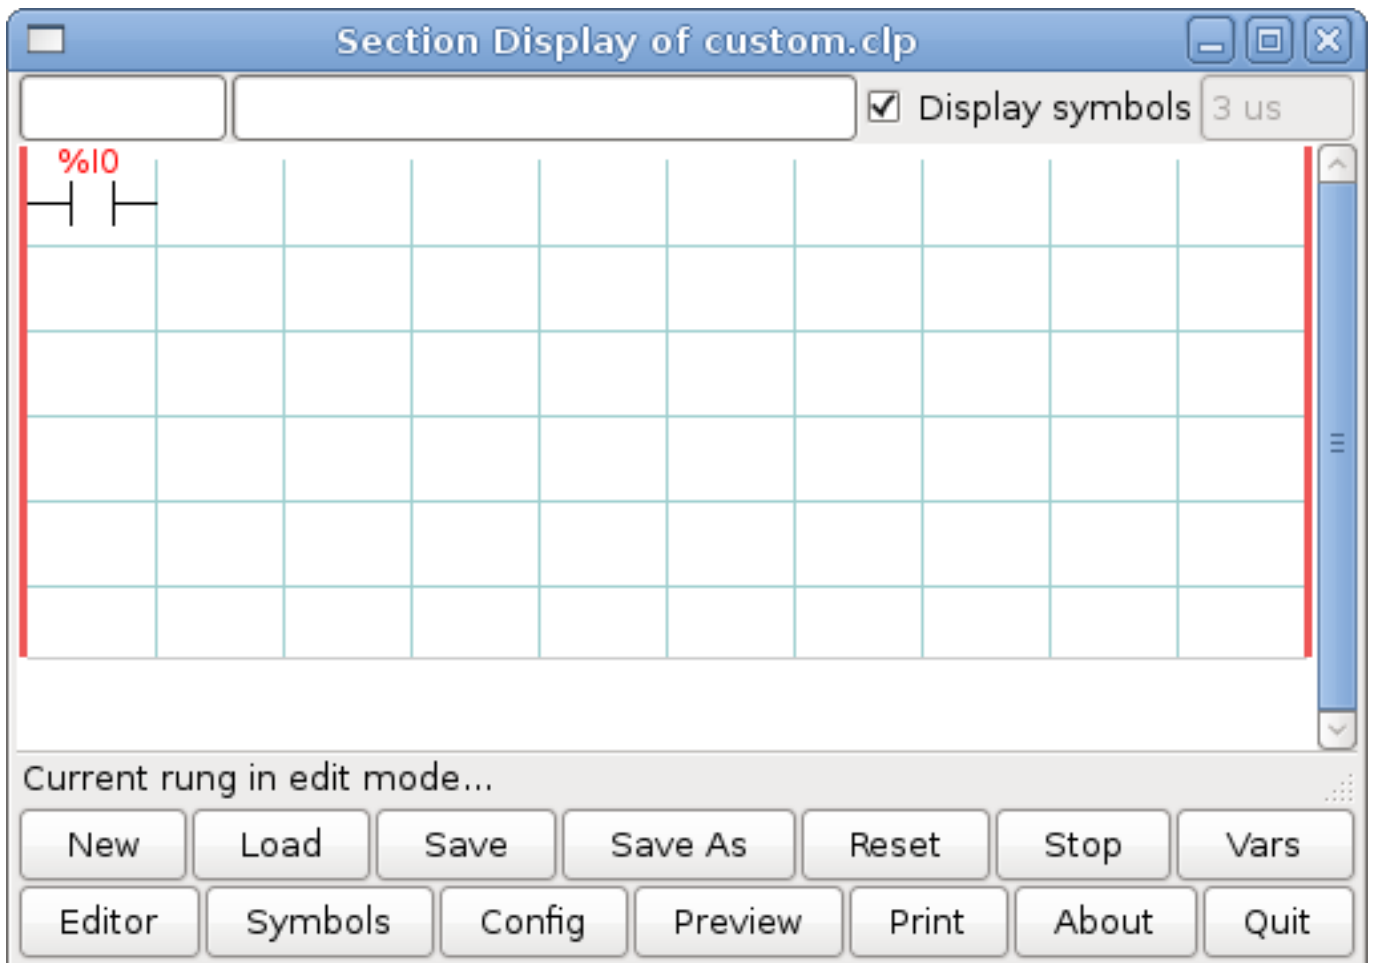 Section Display of custom.clp
Display symbols 3 us
%I0
Current rung in edit mode...
New Load Save Save As Reset Stop Vars
Editor Symbols Config Preview Print About Quit